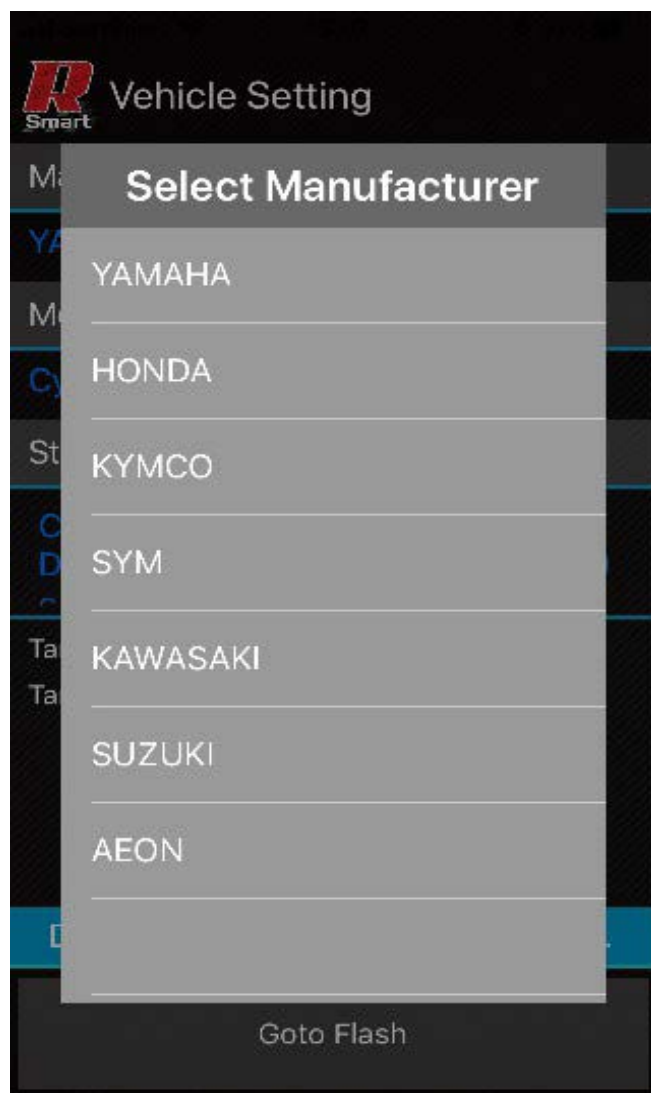 R
Smart
Vehicle Setting
Select Manufacturer
YAMAHA
HONDA
KYMCO
SYM
KAWASAKI
SUZUKI
AEON
Goto Flash